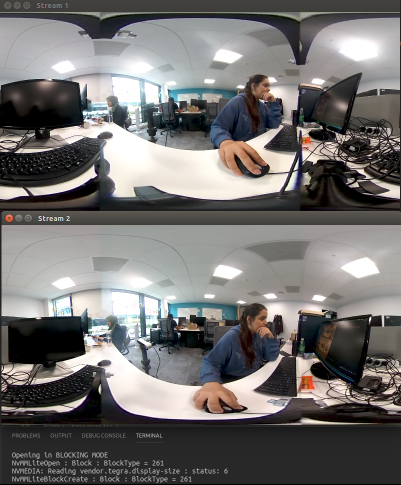 Stream 1
Stream 2
PROBLEMS OUTPUT DEBUG CONSOLE TERMINAL
Opening in BLOCKING MODE
NvMMLiteOpen : Block : BlockType = 261
NVMEDIA: Reading vendor.tegra.display-size : status: 6
NvMMLiteBlockCreate : Block : BlockType = 261